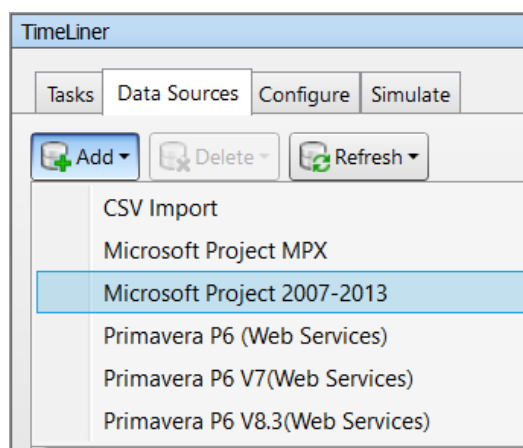 TimeLiner
Tasks Data Sources Configure Simulate
Add Delete Refresh
CSV Import
Microsoft Project MPX
Microsoft Project 2007-2013
Primavera P6 (Web Services)
Primavera P6 V7(Web Services)
Primavera P6 V8.3(Web Services)